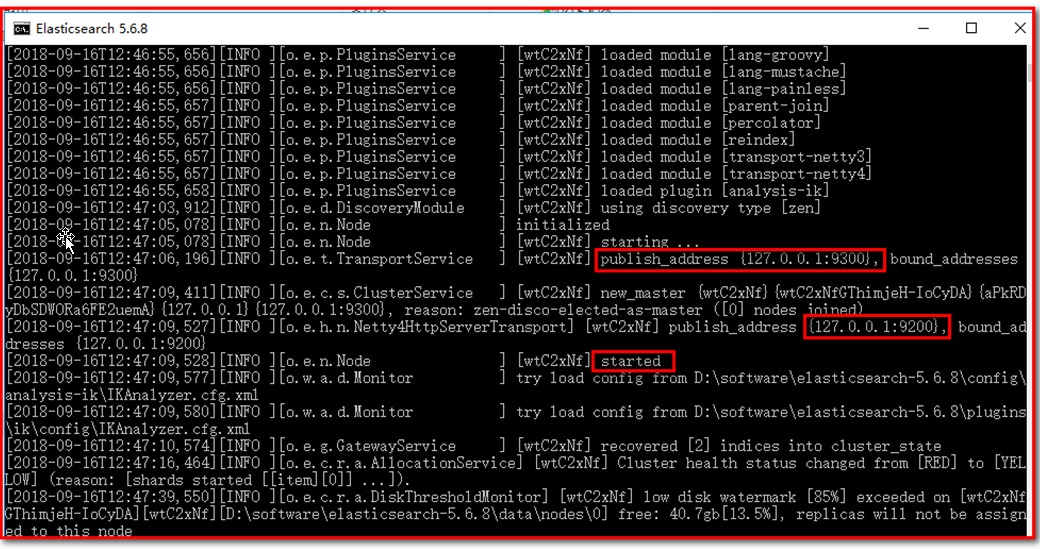 Elasticsearch 5.6.8
[2018-09-16T12:46:55,656][INFO ][o.e.p.PluginsService     ] [wtC2xNf] loaded module [lang-groovy]
[2018-09-16T12:46:55,656][INFO ][o.e.p.PluginsService     ] [wtC2xNf] loaded module [lang-mustache]
[2018-09-16T12:46:55,656][INFO ][o.e.p.PluginsService     ] [wtC2xNf] loaded module [lang-painless]
[2018-09-16T12:46:55,657][INFO ][o.e.p.PluginsService     ] [wtC2xNf] loaded module [parent-join]
[2018-09-16T12:46:55,657][INFO ][o.e.p.PluginsService     ] [wtC2xNf] loaded module [percolator]
[2018-09-16T12:46:55,657][INFO ][o.e.p.PluginsService     ] [wtC2xNf] loaded module [reindex]
[2018-09-16T12:46:55,657][INFO ][o.e.p.PluginsService     ] [wtC2xNf] loaded module [transport-netty3]
[2018-09-16T12:46:55,657][INFO ][o.e.p.PluginsService     ] [wtC2xNf] loaded module [transport-netty4]
[2018-09-16T12:46:55,658][INFO ][o.e.p.PluginsService     ] [wtC2xNf] loaded plugin [analysis-ik]
[2018-09-16T12:47:03,912][INFO ][o.e.d.DiscoveryModule    ] [wtC2xNf] using discovery type [zen]
[2018-09-16T12:47:05,078][INFO ][o.e.n.Node               ] initialized
[2018-09-16T12:47:05,078][INFO ][o.e.n.Node               ] [wtC2xNf] starting ...
[2018-09-16T12:47:06,196][INFO ][o.e.t.TransportService   ] [wtC2xNf] publish_address {127.0.0.1:9300}, bound_addresses
{127.0.0.1:9300}
[2018-09-16T12:47:09,411][INFO ][o.e.c.s.ClusterService   ] [wtC2xNf] new_master {wtC2xNf}{wtC2xNfGThimjeH-IoCyDA}{aPkRD
yDbSDWORa6FE2uemA}{127.0.0.1}{127.0.0.1:9300}, reason: zen-disco-elected-as-master ([0] nodes joined)
[2018-09-16T12:47:09,527][INFO ][o.e.h.n.Netty4HttpServerTransport] [wtC2xNf] publish_address {127.0.0.1:9200}, bound_ad
dresses {127.0.0.1:9200}
[2018-09-16T12:47:09,528][INFO ][o.e.n.Node               ] [wtC2xNf] started
[2018-09-16T12:47:09,577][INFO ][o.w.a.d.Monitor          ] try load config from D:\software\elasticsearch-5.6.8\config\
analysis-ik\IKAnalyzer.cfg.xml
[2018-09-16T12:47:09,580][INFO ][o.w.a.d.Monitor          ] try load config from D:\software\elasticsearch-5.6.8\plugins
\ik\config\IKAnalyzer.cfg.xml
[2018-09-16T12:47:10,574][INFO ][o.e.g.GatewayService     ] [wtC2xNf] recovered [2] indices into cluster_state
[2018-09-16T12:47:16,464][INFO ][o.e.c.r.a.AllocationService] [wtC2xNf] Cluster health status changed from [RED] to [YEL
LOW] (reason: [shards started [[item][0]] ...]).
[2018-09-16T12:47:39,550][INFO ][o.e.c.r.a.DiskThresholdMonitor] [wtC2xNf] low disk watermark [85%] exceeded on [wtC2xNf
GThimjeH-IoCyDA][wtC2xNf][D:\software\elasticsearch-5.6.8\data\nodes\0] free: 40.7gb[13.5%], replicas will not be assign
ed to this node